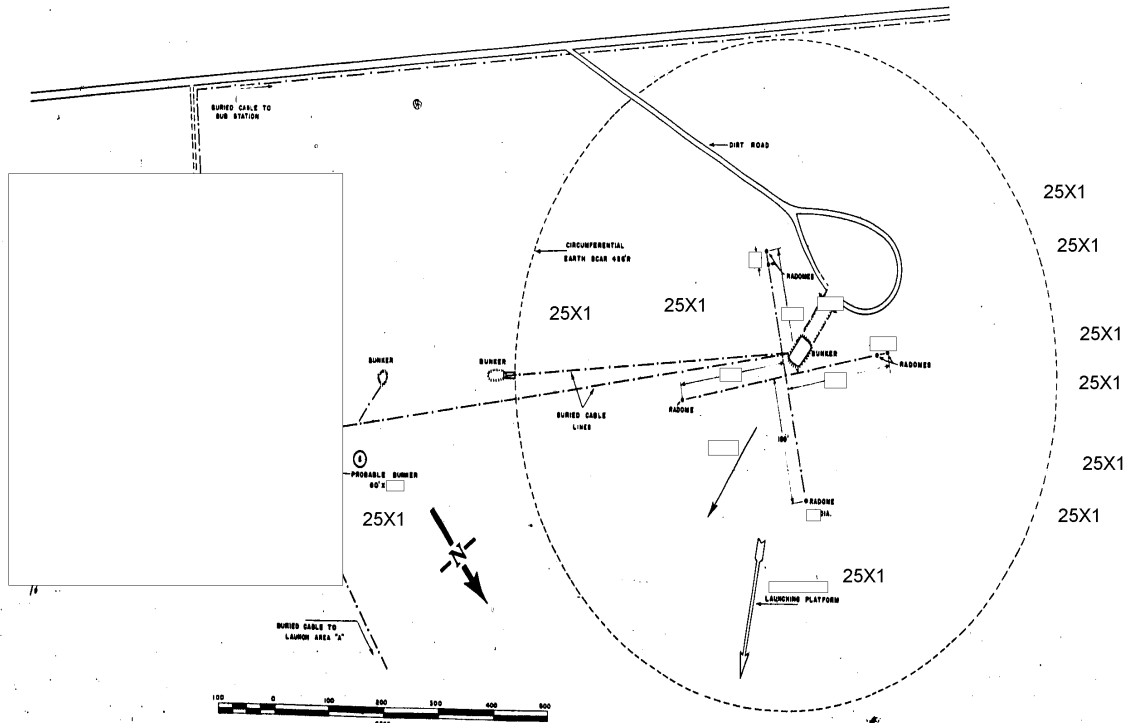 BURIED CABLE TO
SUB STATION
DIRT ROAD
25X1
25X1
CIRCUMFERENTIAL
EARTH SCAR 486'R
RADOMES
25X1
25X1
25X1
BUNKER
BUNKER
BUNKER
RADOMES
25X1
RADOME
BURIED CABLE
LINES
PROBABLE BUNKER
60'X
25X1
25X1
RADOME
DIA.
25X1
25X1
N
25X1
LAUNCHING PLATFORM
BURIED CABLE TO
LAUNCH AREA "A"
100 0 100 200 300 400 500